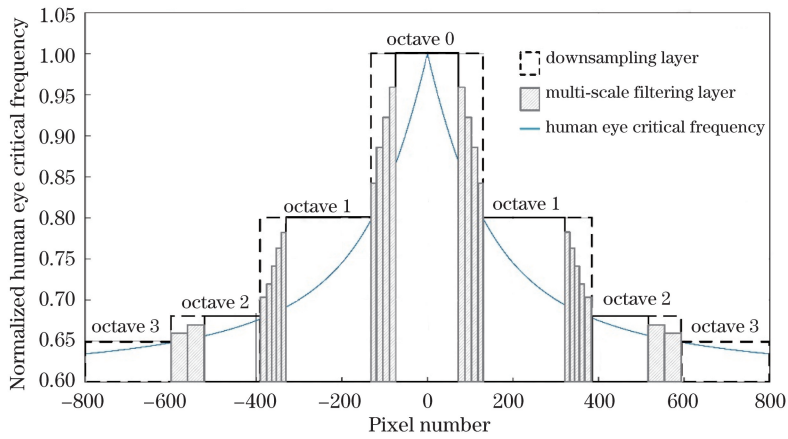 Normalized human eye critical frequency
1.05
1.00
0.95
0.90
0.85
0.80
0.75
0.70
0.65
0.60
octave 0
downsampling layer
multi-scale filtering layer
human eye critical frequency
octave 1
octave 1
octave 2
octave 2
octave 3
octave 3
−800 −600 −400 −200 0 200 400 600 800
Pixel number